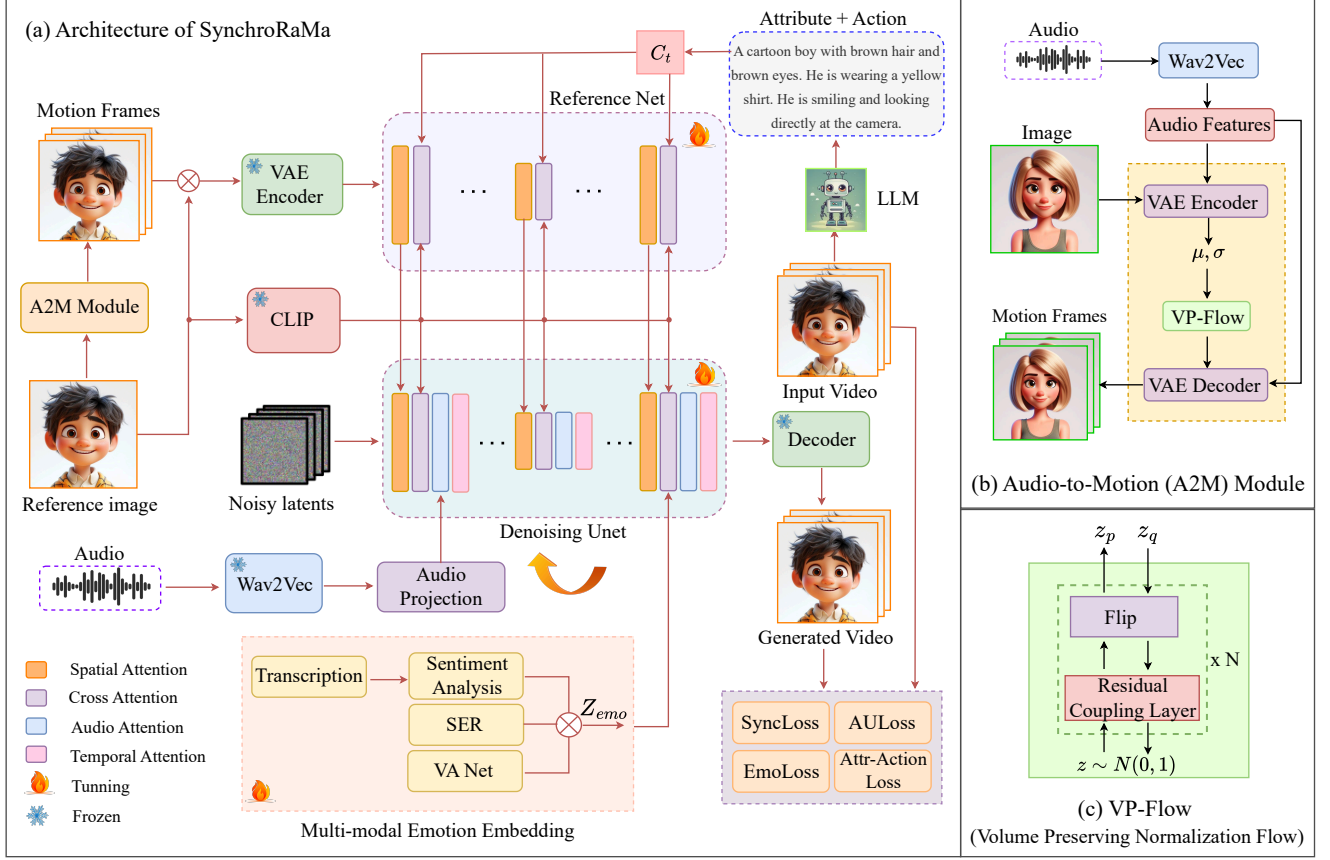 (a) Architecture of SynchroRaMa
Attribute + Action
C_t
A cartoon boy with brown hair and
brown eyes. He is wearing a yellow
shirt. He is smiling and looking
directly at the camera.
Motion Frames
Reference Net
VAE
Encoder
LLM
A2M Module
CLIP
Input Video
Reference image
Noisy latents
Decoder
Denoising Unet
Audio
Wav2Vec
Audio
Projection
Generated Video
Spatial Attention
Cross Attention
Audio Attention
Temporal Attention
Tunning
Frozen
Transcription
Sentiment
Analysis
SER
VA Net
Z_{emo}
Multi-modal Emotion Embedding
SyncLoss
AULoss
EmoLoss
Attr-Action
Loss
Audio
Wav2Vec
Audio Features
Image
VAE Encoder
μ, σ
VP-Flow
Motion Frames
VAE Decoder
(b) Audio-to-Motion (A2M) Module
z_p
z_q
Flip
x N
Residual
Coupling Layer
z ∼ N(0, 1)
(c) VP-Flow
(Volume Preserving Normalization Flow)